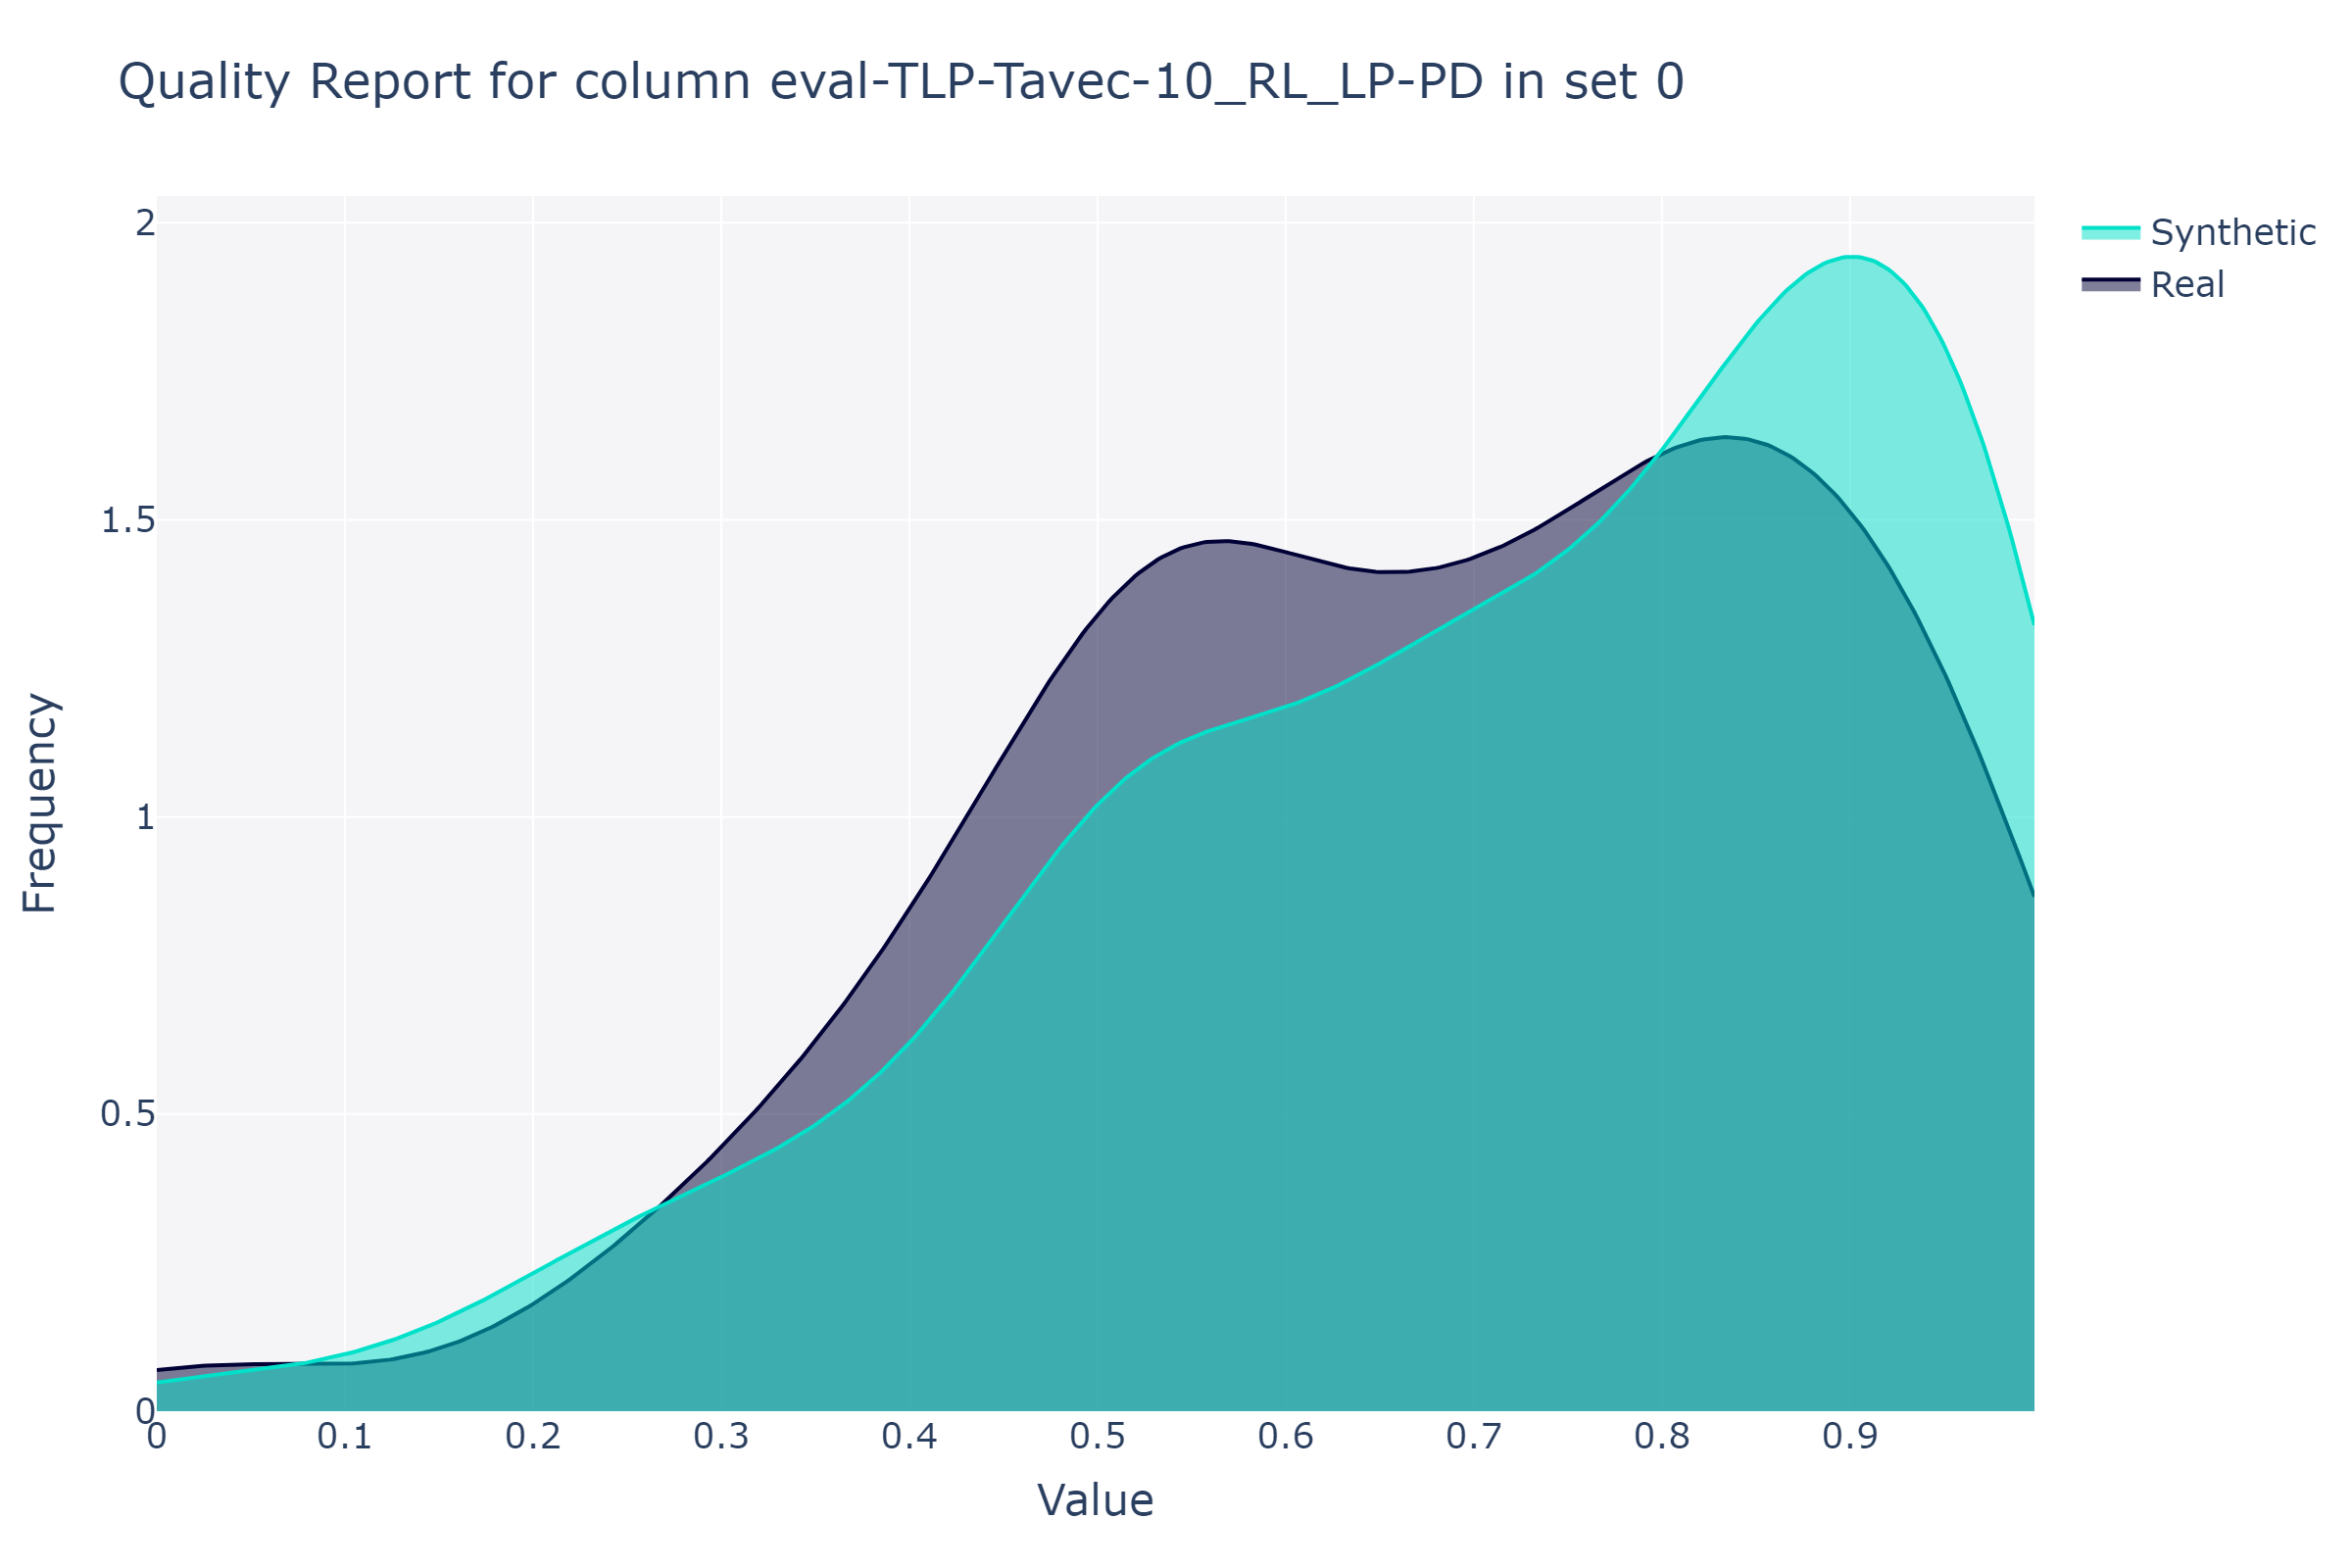 Quality Report for column eval-TLP-Tavec-10_RL_LP-PD in set 0
Synthetic
Real
2
1.5
1
0.5
0
Frequency
0 0.1 0.2 0.3 0.4 0.5 0.6 0.7 0.8 0.9
Value